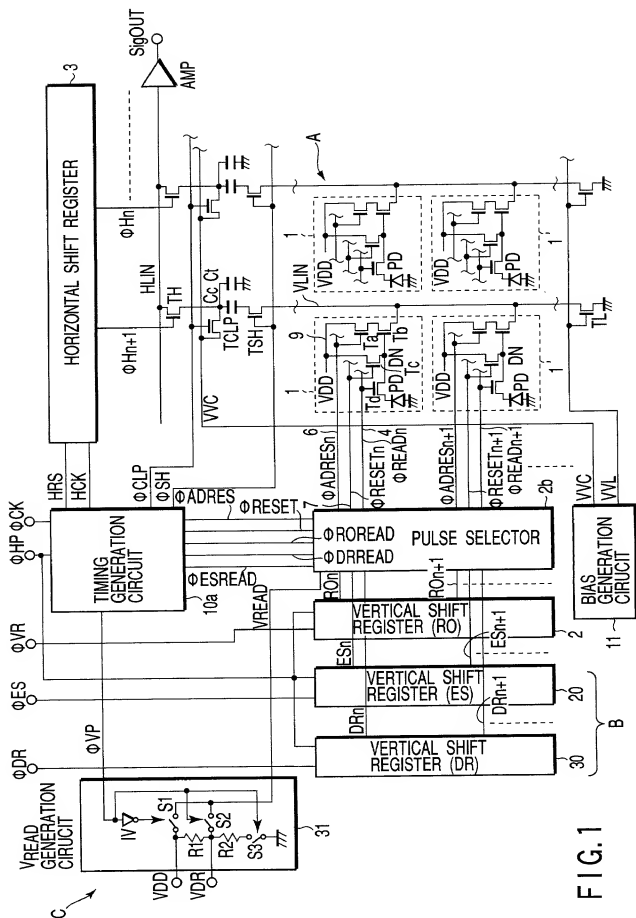 SigOUT
AMP
3
HORIZONTAL SHIFT REGISTER
ΦHn
ΦHn+1
HLIN
TH
Cc Ct
TCLP
TSH
VVC
HRS
HCK
ΦCLP
ΦSH
A
1
VDD
PD
1
VDD
PD
VLIN
1
VDD
9
Ta
Tb
DN
PD
Tc
Td
1
VDD
DN
PD
TL
6
ΦADRESn
7
ΦRESETn
4
ΦREADn
ΦADRESn+1
ΦRESETn+1
ΦREADn+1
VVC
VVL
ΦHP ΦCK
TIMING
GENERATION
CIRCUIT
10a
ΦADRES
ΦRESET
ΦROREAD
ΦDRREAD
ΦESREAD
PULSE SELECTOR
2b
BIAS
GENERATION
CIRUCIT
11
VREAD
ROn
ROn+1
ΦVR
VERTICAL SHIFT
REGISTER (RO)
2
ESn
ESn+1
ΦES
VERTICAL SHIFT
REGISTER (ES)
20
DRn
DRn+1
ΦDR
VERTICAL SHIFT
REGISTER (DR)
30
B
ΦVP
VREAD GENERATION
CIRUCIT
IV
S1
S2
R1
R2
S3
31
VDD
VDR
C
FIG. 1